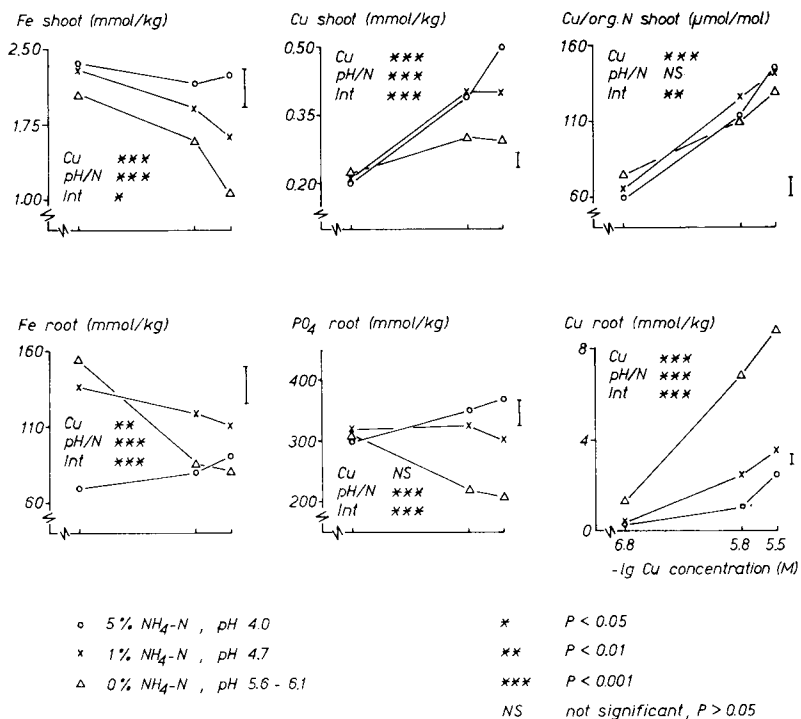 Fe shoot (mmol/kg)
2.50
1.75
1.00
Cu ***
pH/N ***
Int *
Cu shoot (mmol/kg)
0.50
0.35
0.20
Cu ***
pH/N ***
Int ***
Cu/org.N shoot (μmol/mol)
160
110
60
Cu ***
pH/N NS
Int **
Fe root (mmol/kg)
160
110
60
Cu **
pH/N ***
Int ***
PO4 root (mmol/kg)
400
300
200
Cu NS
pH/N ***
Int ***
Cu root (mmol/kg)
8
4
0
Cu ***
pH/N ***
Int ***
6.8 5.8 5.5
-lg Cu concentration (M)
o 5% NH4-N , pH 4.0
x 1% NH4-N , pH 4.7
△ 0% NH4-N , pH 5.6 - 6.1
* P < 0.05
** P < 0.01
*** P < 0.001
NS not significant, P > 0.05